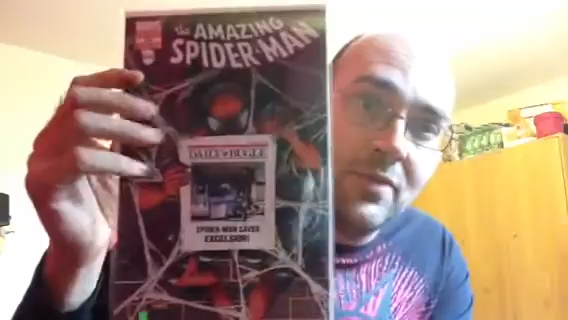 the AMAZING
SPIDER-MAN
DAILY BUGLE
SPIDER-MAN SAVES
EXCELSIOR!